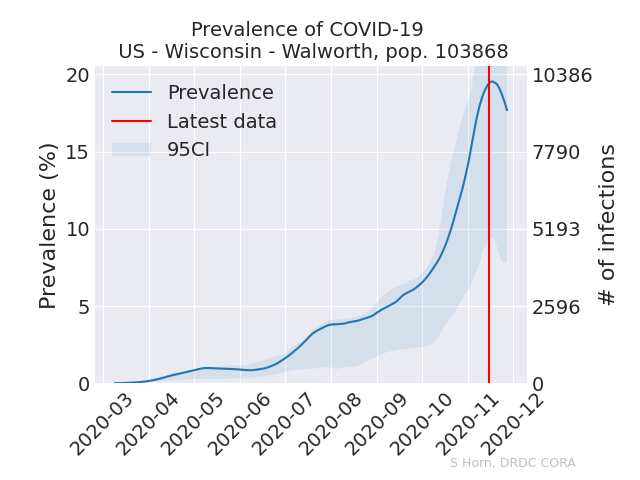 Prevalence of COVID-19
US - Wisconsin - Walworth, pop. 103868
Prevalence
Latest data
95CI
Prevalence (%)
20
15
10
5
0
10386
7790
5193
2596
0
# of infections
2020-03
2020-04
2020-05
2020-06
2020-07
2020-08
2020-09
2020-10
2020-11
2020-12
S Horn, DRDC CORA